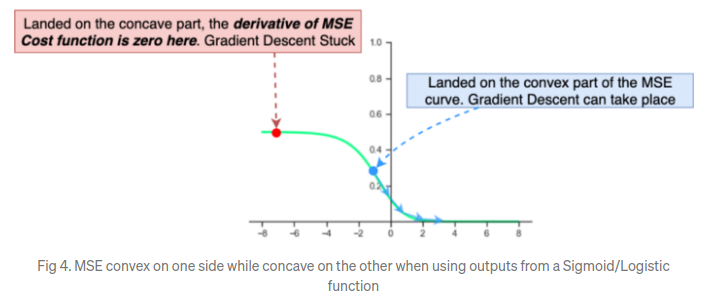 Landed on the concave part, the derivative of MSE
Cost function is zero here. Gradient Descent Stuck
1.0
0.8
Landed on the convex part of the MSE
curve. Gradient Descent can take place
0.6
0.4
0.2
-8 -6 -4 -2 0 2 4 6 8
Fig 4. MSE convex on one side while concave on the other when using outputs from a Sigmoid/Logistic
function